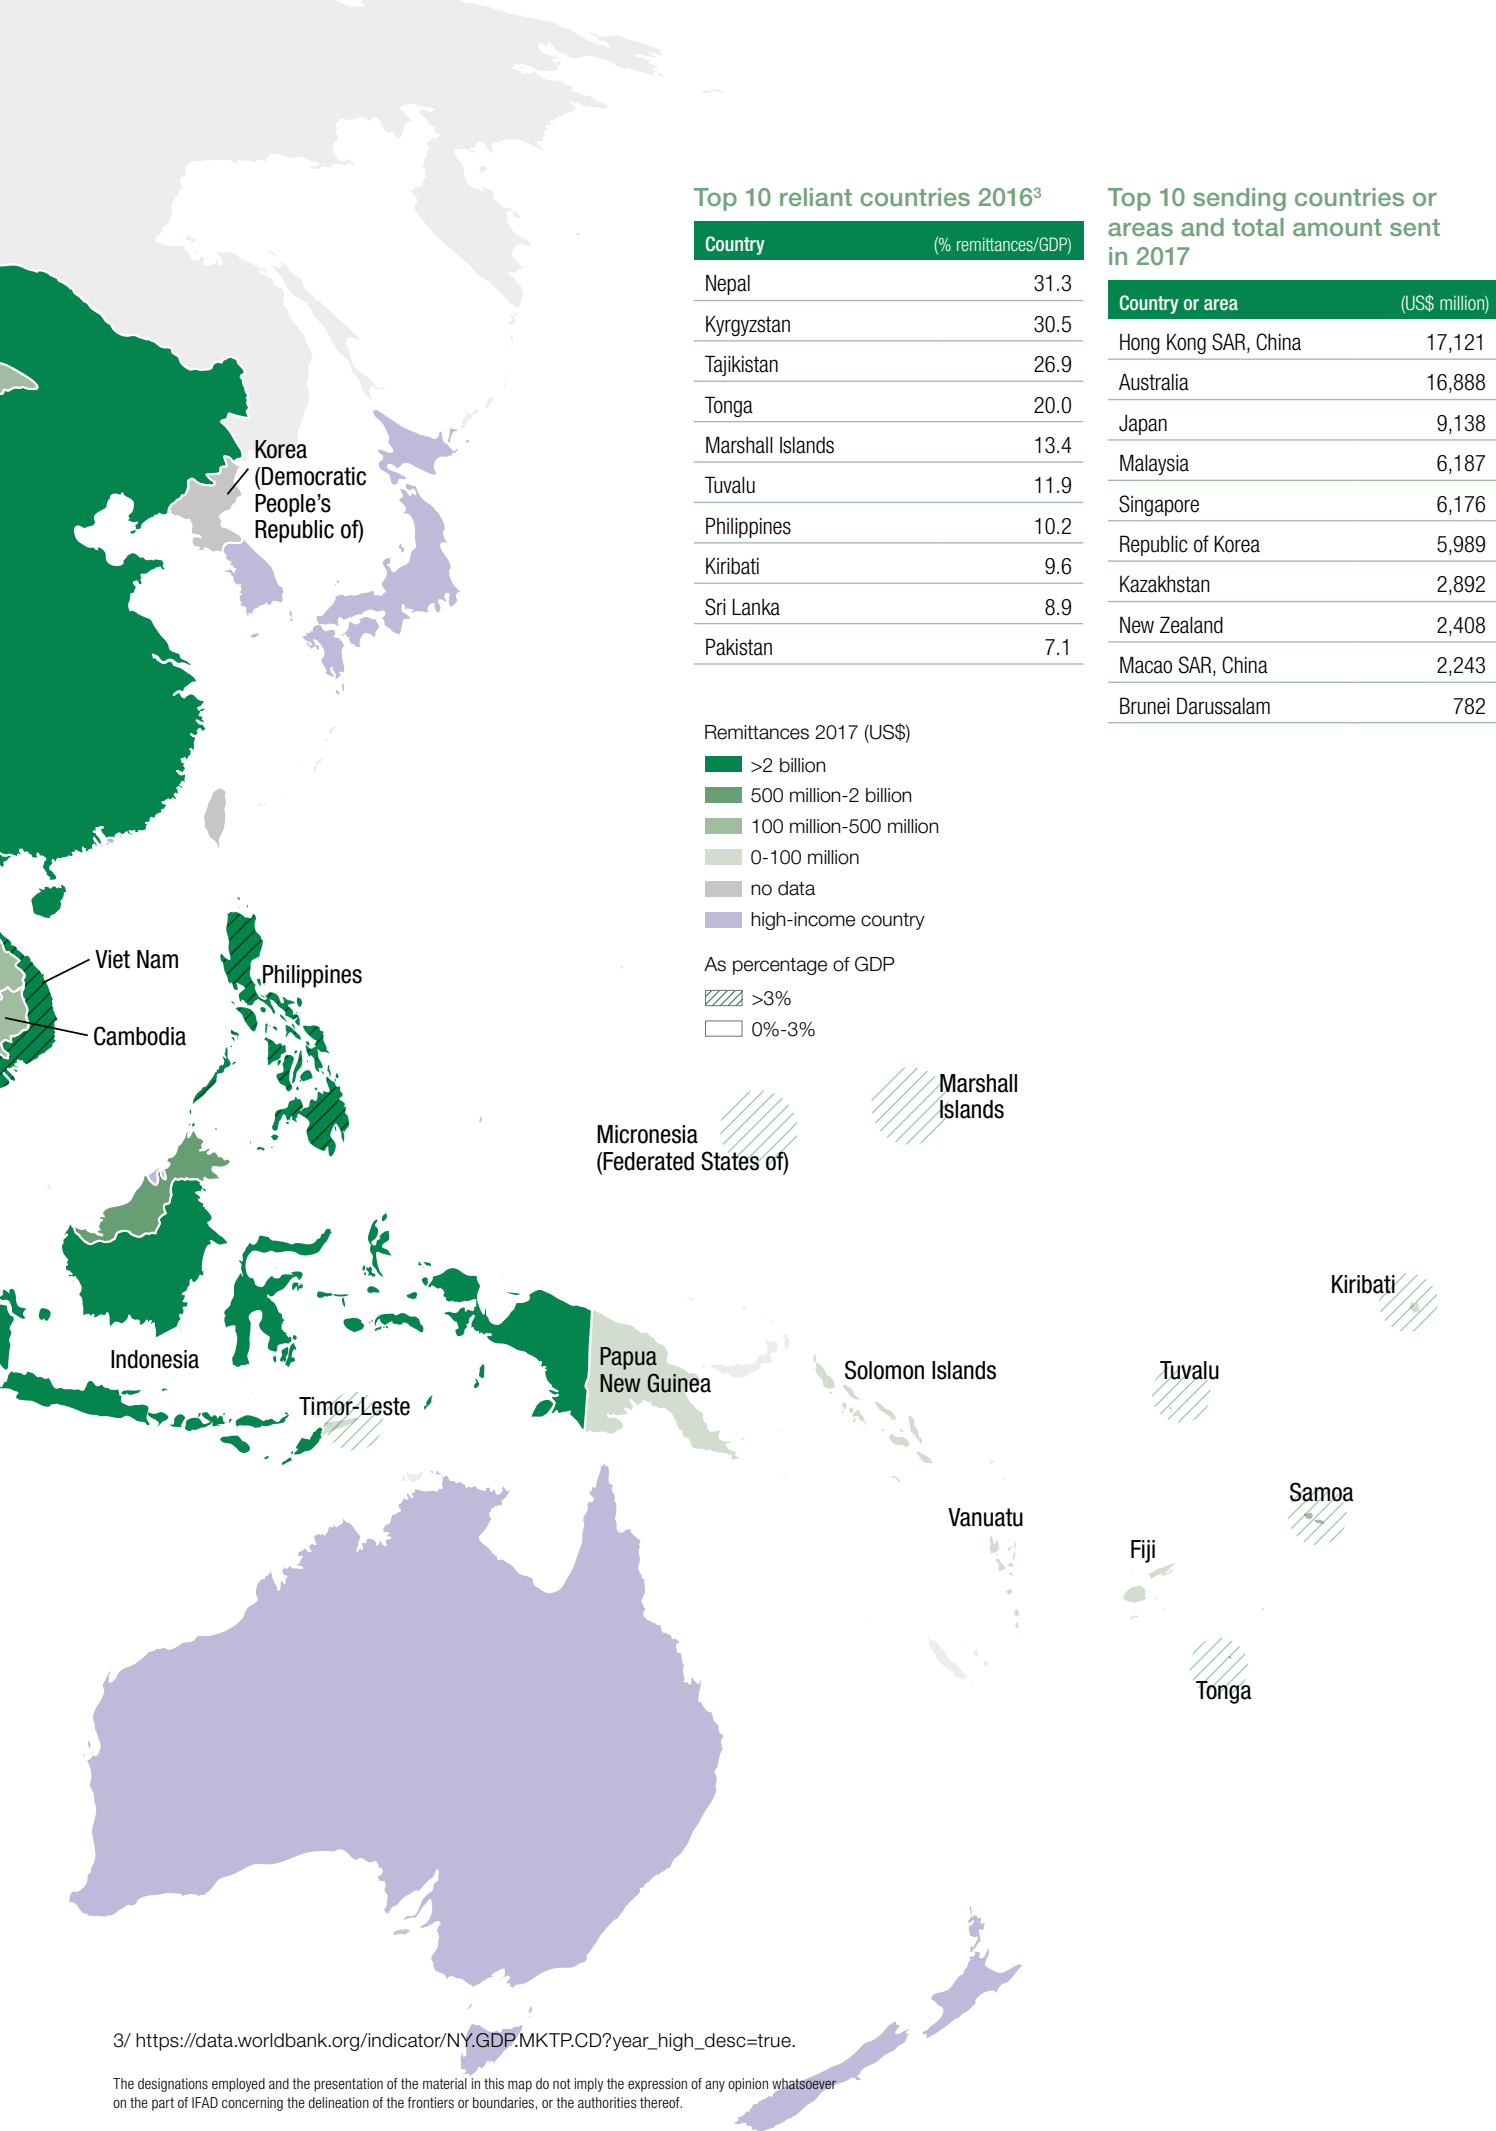 Top 10 reliant countries 2016³
Country (% remittances/GDP)
Nepal 31.3
Kyrgyzstan 30.5
Tajikistan 26.9
Tonga 20.0
Marshall Islands 13.4
Tuvalu 11.9
Philippines 10.2
Kiribati 9.6
Sri Lanka 8.9
Pakistan 7.1
Top 10 sending countries or
areas and total amount sent
in 2017
Country or area (US$ million)
Hong Kong SAR, China 17,121
Australia 16,888
Japan 9,138
Malaysia 6,187
Singapore 6,176
Republic of Korea 5,989
Kazakhstan 2,892
New Zealand 2,408
Macao SAR, China 2,243
Brunei Darussalam 782
Remittances 2017 (US$)
>2 billion
500 million-2 billion
100 million-500 million
0-100 million
no data
high-income country
As percentage of GDP
>3%
0%-3%
Korea
(Democratic
People's
Republic of)
Viet Nam
Philippines
Cambodia
Marshall
Islands
Micronesia
(Federated States of)
Kiribati
Indonesia
Papua
New Guinea
Solomon Islands
Tuvalu
Timor-Leste
Samoa
Vanuatu
Fiji
Tonga
3/ https://data.worldbank.org/indicator/NY.GDP.MKTP.CD?year_high_desc=true.
The designations employed and the presentation of the material in this map do not imply the expression of any opinion whatsoever
on the part of IFAD concerning the delineation of the frontiers or boundaries, or the authorities thereof.